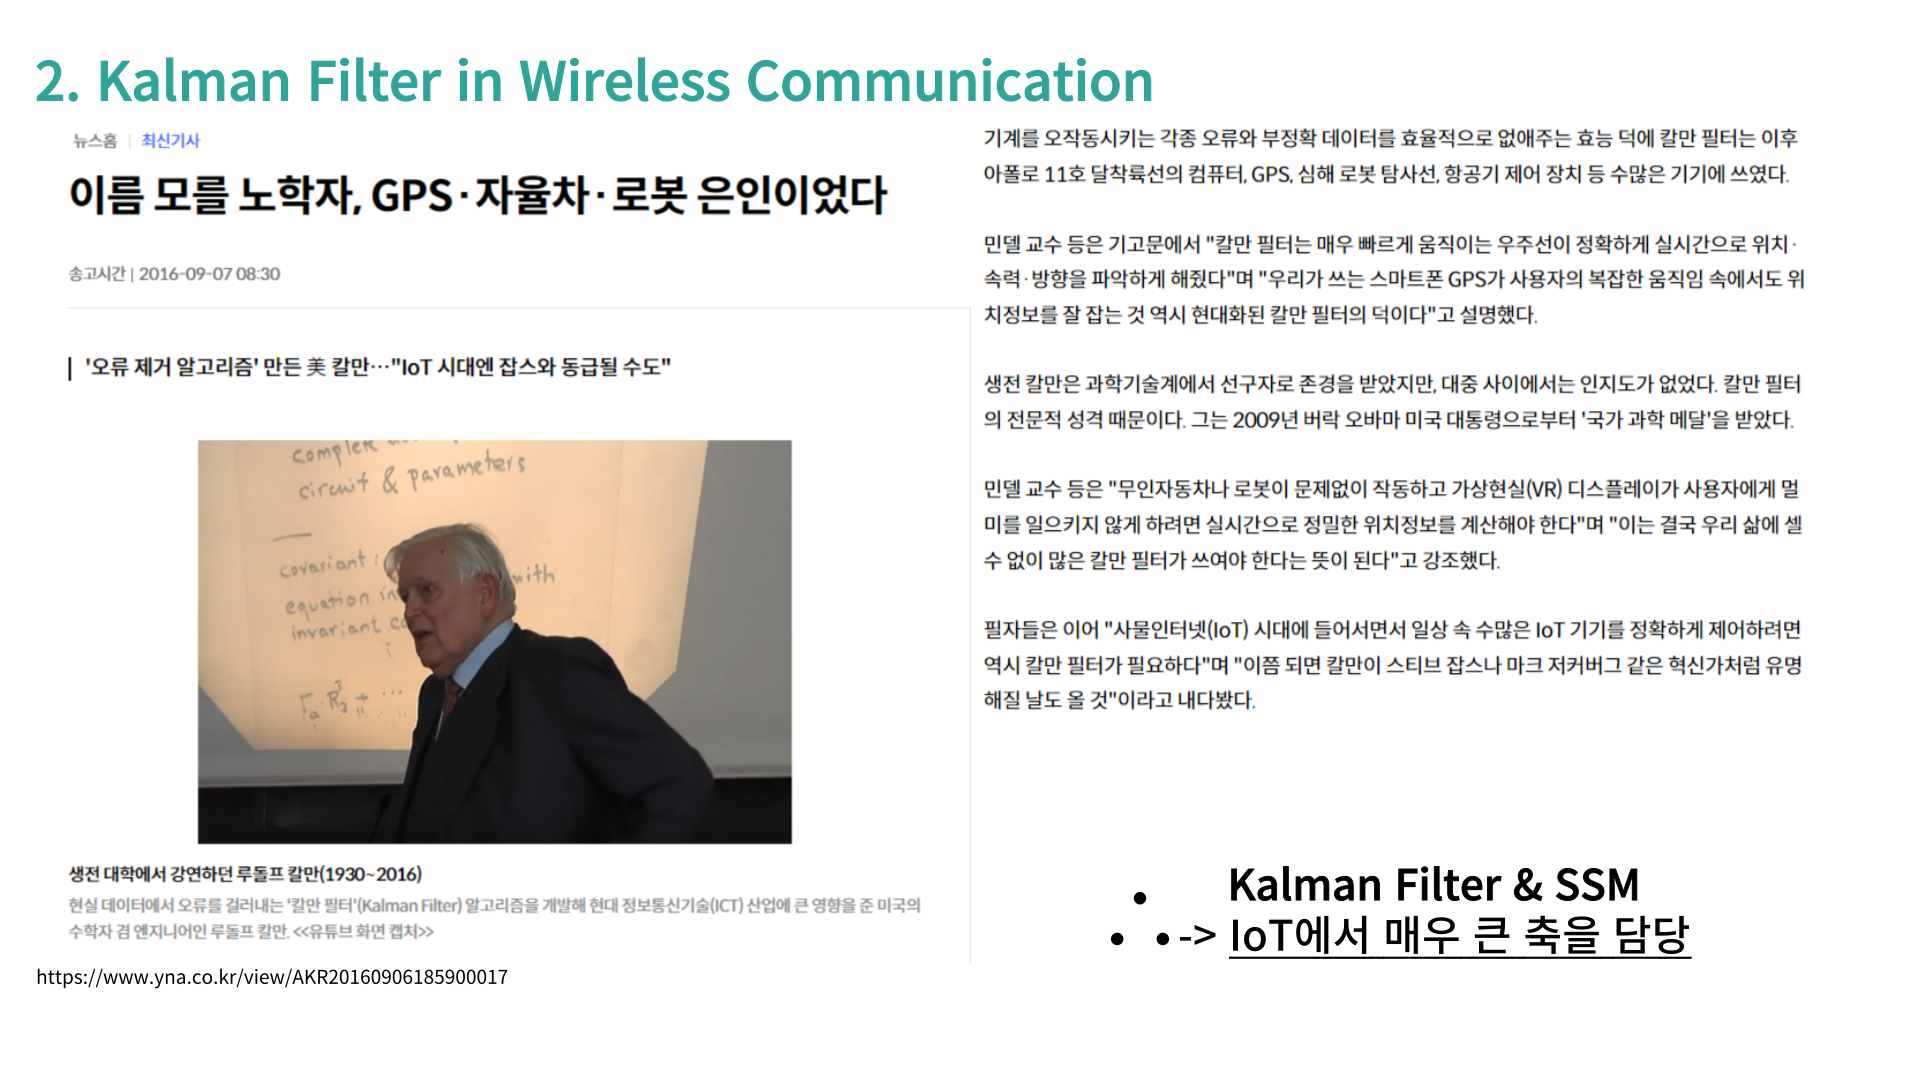 2. Kalman Filter in Wireless Communication
뉴스홈 | 최신기사
이름 모를 노학자, GPS·자율차·로봇 은인이었다
송고시간 | 2016-09-07 08:30
'오류 제거 알고리즘' 만든 美 칼만…"IoT 시대엔 잡스와 동급될 수도"
circuit & parameters
covariant :
with
equation in
invariant
생전 대학에서 강연하던 루돌프 칼만(1930~2016)
현실 데이터에서 오류를 걸러내는 '칼만 필터'(Kalman Filter) 알고리즘을 개발해 현대 정보통신기술(ICT) 산업에 큰 영향을 준 미국의
수학자 겸 엔지니어인 루돌프 칼만. <<유튜브 화면 캡처>>
https://www.yna.co.kr/view/AKR20160906185900017
기계를 오작동시키는 각종 오류와 부정확 데이터를 효율적으로 없애주는 효능 덕에 칼만 필터는 이후
아폴로 11호 달착륙선의 컴퓨터, GPS, 심해 로봇 탐사선, 항공기 제어 장치 등 수많은 기기에 쓰였다.
민델 교수 등은 기고문에서 "칼만 필터는 매우 빠르게 움직이는 우주선이 정확하게 실시간으로 위치·
속력·방향을 파악하게 해줬다"며 "우리가 쓰는 스마트폰 GPS가 사용자의 복잡한 움직임 속에서도 위
치정보를 잘 잡는 것 역시 현대화된 칼만 필터의 덕이다"고 설명했다.
생전 칼만은 과학기술계에서 선구자로 존경을 받았지만, 대중 사이에서는 인지도가 없었다. 칼만 필터
의 전문적 성격 때문이다. 그는 2009년 버락 오바마 미국 대통령으로부터 '국가 과학 메달'을 받았다.
민델 교수 등은 "무인자동차나 로봇이 문제없이 작동하고 가상현실(VR) 디스플레이가 사용자에게 멀
미를 일으키지 않게 하려면 실시간으로 정밀한 위치정보를 계산해야 한다"며 "이는 결국 우리 삶에 셀
수 없이 많은 칼만 필터가 쓰여야 한다는 뜻이 된다"고 강조했다.
필자들은 이어 "사물인터넷(IoT) 시대에 들어서면서 일상 속 수많은 IoT 기기를 정확하게 제어하려면
역시 칼만 필터가 필요하다"며 "이쯤 되면 칼만이 스티브 잡스나 마크 저커버그 같은 혁신가처럼 유명
해질 날도 올 것"이라고 내다봤다.
• Kalman Filter & SSM
• • -> IoT에서 매우 큰 축을 담당